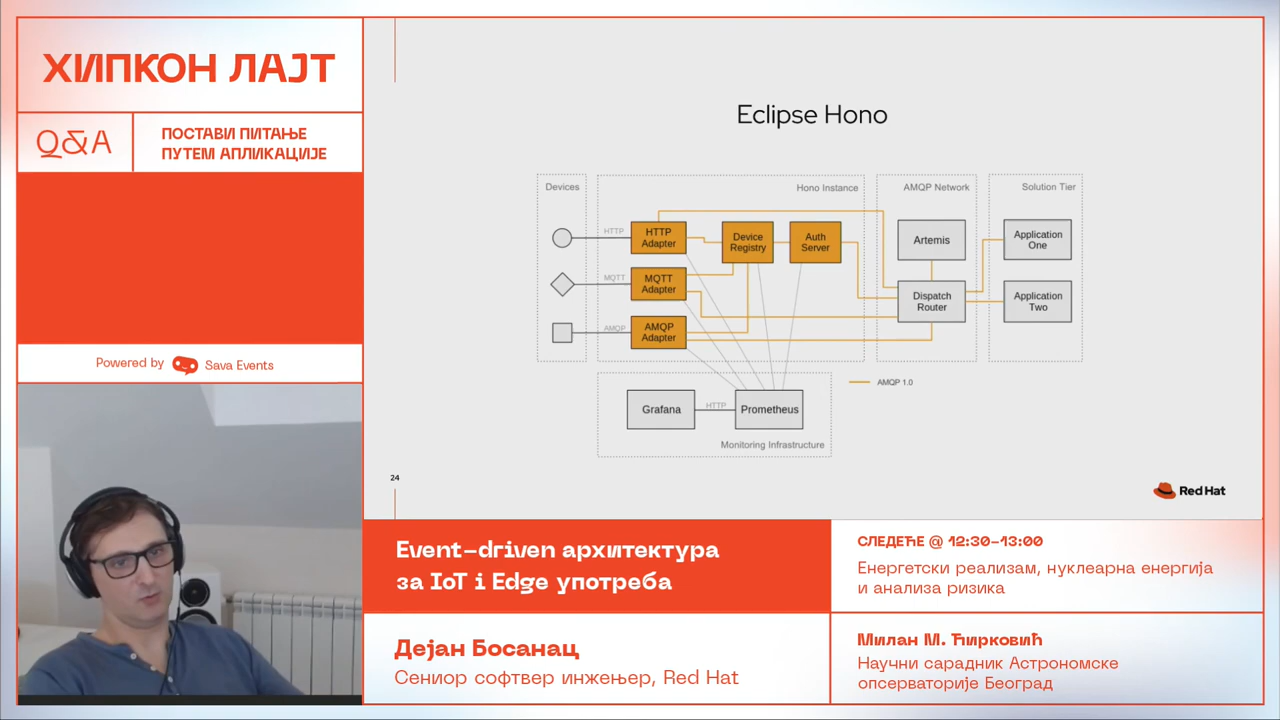 ХИПКОН ЛАЈТ
Q&A
ПОСТАВИ ПИТАЊЕ
ПУТЕМ АПЛИКАЦИЈЕ
Powered by Sava Events
Eclipse Hono
Devices
Hono Instance
AMQP Network
Solution Tier
HTTP
HTTP
Adapter
Device
Registry
Auth
Server
Artemis
Application
One
MQTT
MQTT
Adapter
Dispatch
Router
Application
Two
AMQP
AMQP
Adapter
AMQP 1.0
Grafana
HTTP
Prometheus
Monitoring Infrastructure
24
Red Hat
Event-driven архитектура
за IoT i Edge употреба
СЛЕДЕЋЕ @ 12:30-13:00
Енергетски реализам, нуклеарна енергија
и анализа ризика
Дејан Босанац
Сениор софтвер инжењер, Red Hat
Милан М. Ћирковић
Научни сарадник Астрономске
опсерваторије Београд